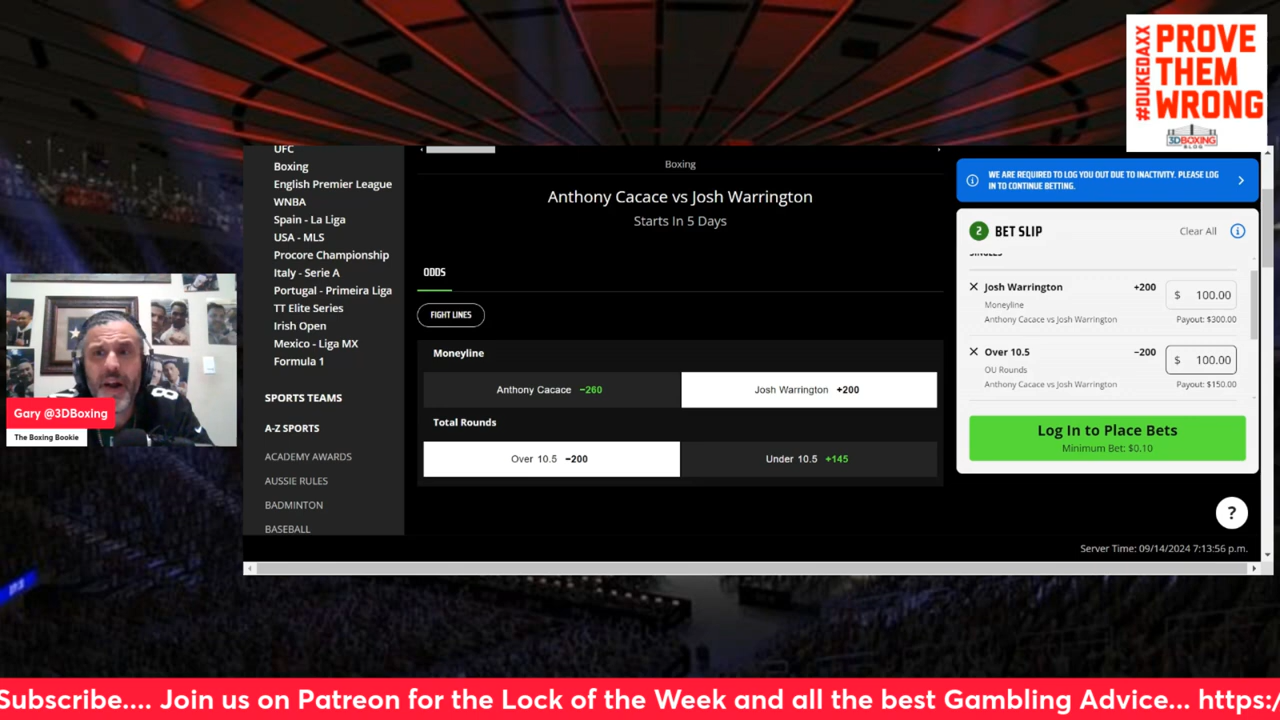 #DUKEDAXX
PROVE
THEM
WRONG
3DBOXING
BLOG
UFC
Boxing
English Premier League
WNBA
Spain - La Liga
USA - MLS
Procore Championship
Italy - Serie A
Portugal - Primeira Liga
TT Elite Series
Irish Open
Mexico - Liga MX
Formula 1
SPORTS TEAMS
A-Z SPORTS
ACADEMY AWARDS
AUSSIE RULES
BADMINTON
BASEBALL
Boxing
Anthony Cacace vs Josh Warrington
Starts In 5 Days
ODDS
FIGHT LINES
Moneyline
Anthony Cacace -260
Josh Warrington +200
Total Rounds
Over 10.5 -200
Under 10.5 +145
WE ARE REQUIRED TO LOG YOU OUT DUE TO INACTIVITY. PLEASE LOG
IN TO CONTINUE BETTING.
2 BET SLIP
Clear All
SINGLES
Josh Warrington +200 $ 100.00
Moneyline
Anthony Cacace vs Josh Warrington Payout: $300.00
Over 10.5 -200 $ 100.00
OU Rounds
Anthony Cacace vs Josh Warrington Payout: $150.00
Log In to Place Bets
Minimum Bet: $0.10
?
Server Time: 09/14/2024 7:13:56 p.m.
Gary @3DBoxing
The Boxing Bookie
Subscribe.... Join us on Patreon for the Lock of the Week and all the best Gambling Advice... https:/